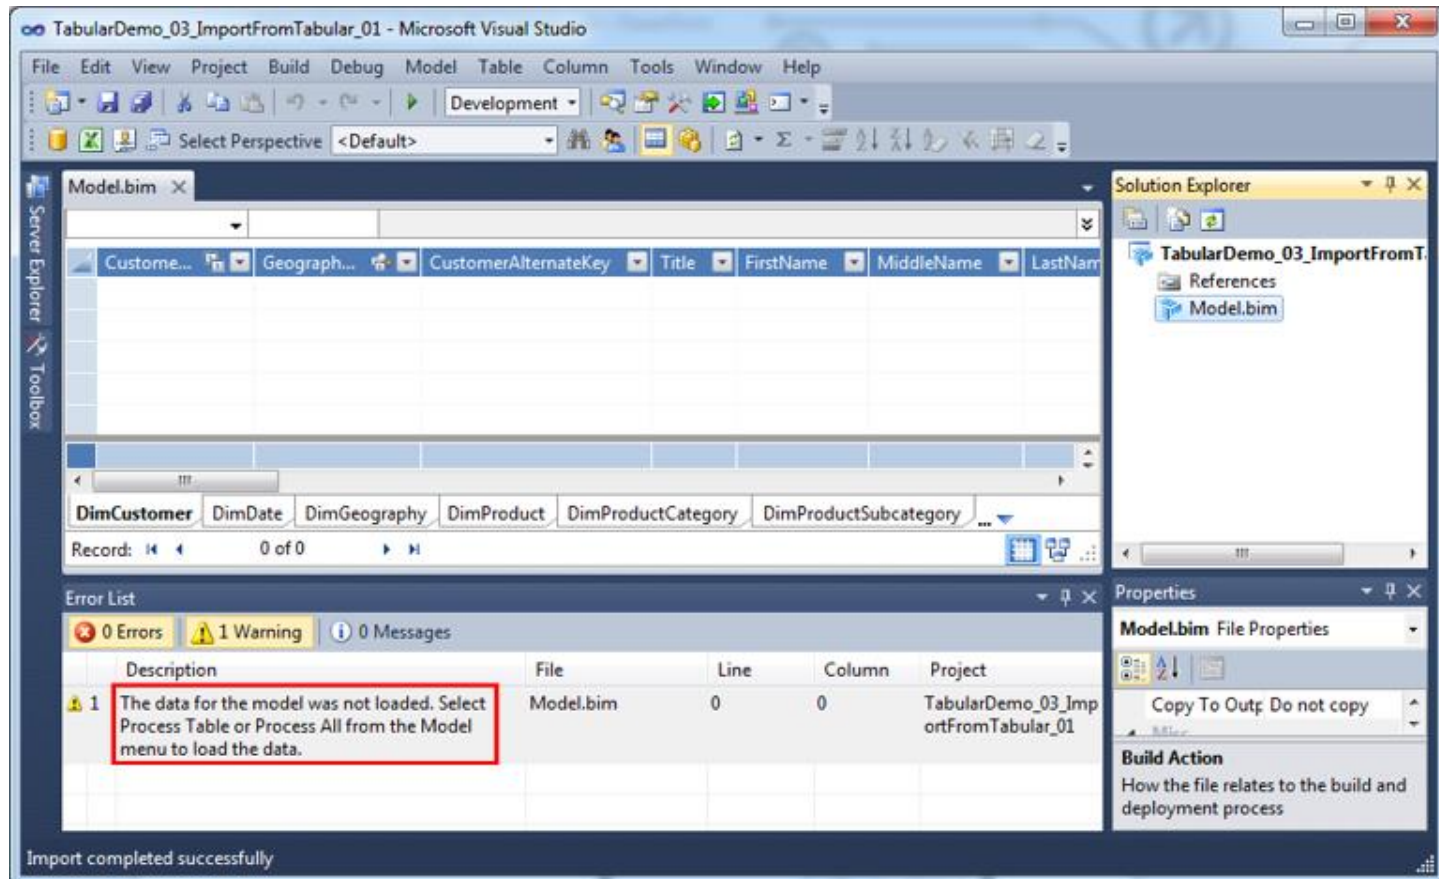 TabularDemo_03_ImportFromTabular_01 - Microsoft Visual Studio
File Edit View Project Build Debug Model Table Column Tools Window Help
Development
Select Perspective <Default>
Server Explorer
Toolbox
Model.bim
Custome... Geograph... CustomerAlternateKey Title FirstName MiddleName LastNam
DimCustomer DimDate DimGeography DimProduct DimProductCategory DimProductSubcategory ...
Record: 0 of 0
Solution Explorer
TabularDemo_03_ImportFromT
References
Model.bim
Error List
0 Errors 1 Warning 0 Messages
Description File Line Column Project
1 The data for the model was not loaded. Select Model.bim 0 0 TabularDemo_03_Imp
Process Table or Process All from the Model ortFromTabular_01
menu to load the data.
Properties
Model.bim File Properties
Copy To Outp Do not copy
Misc
Build Action
How the file relates to the build and
deployment process
Import completed successfully